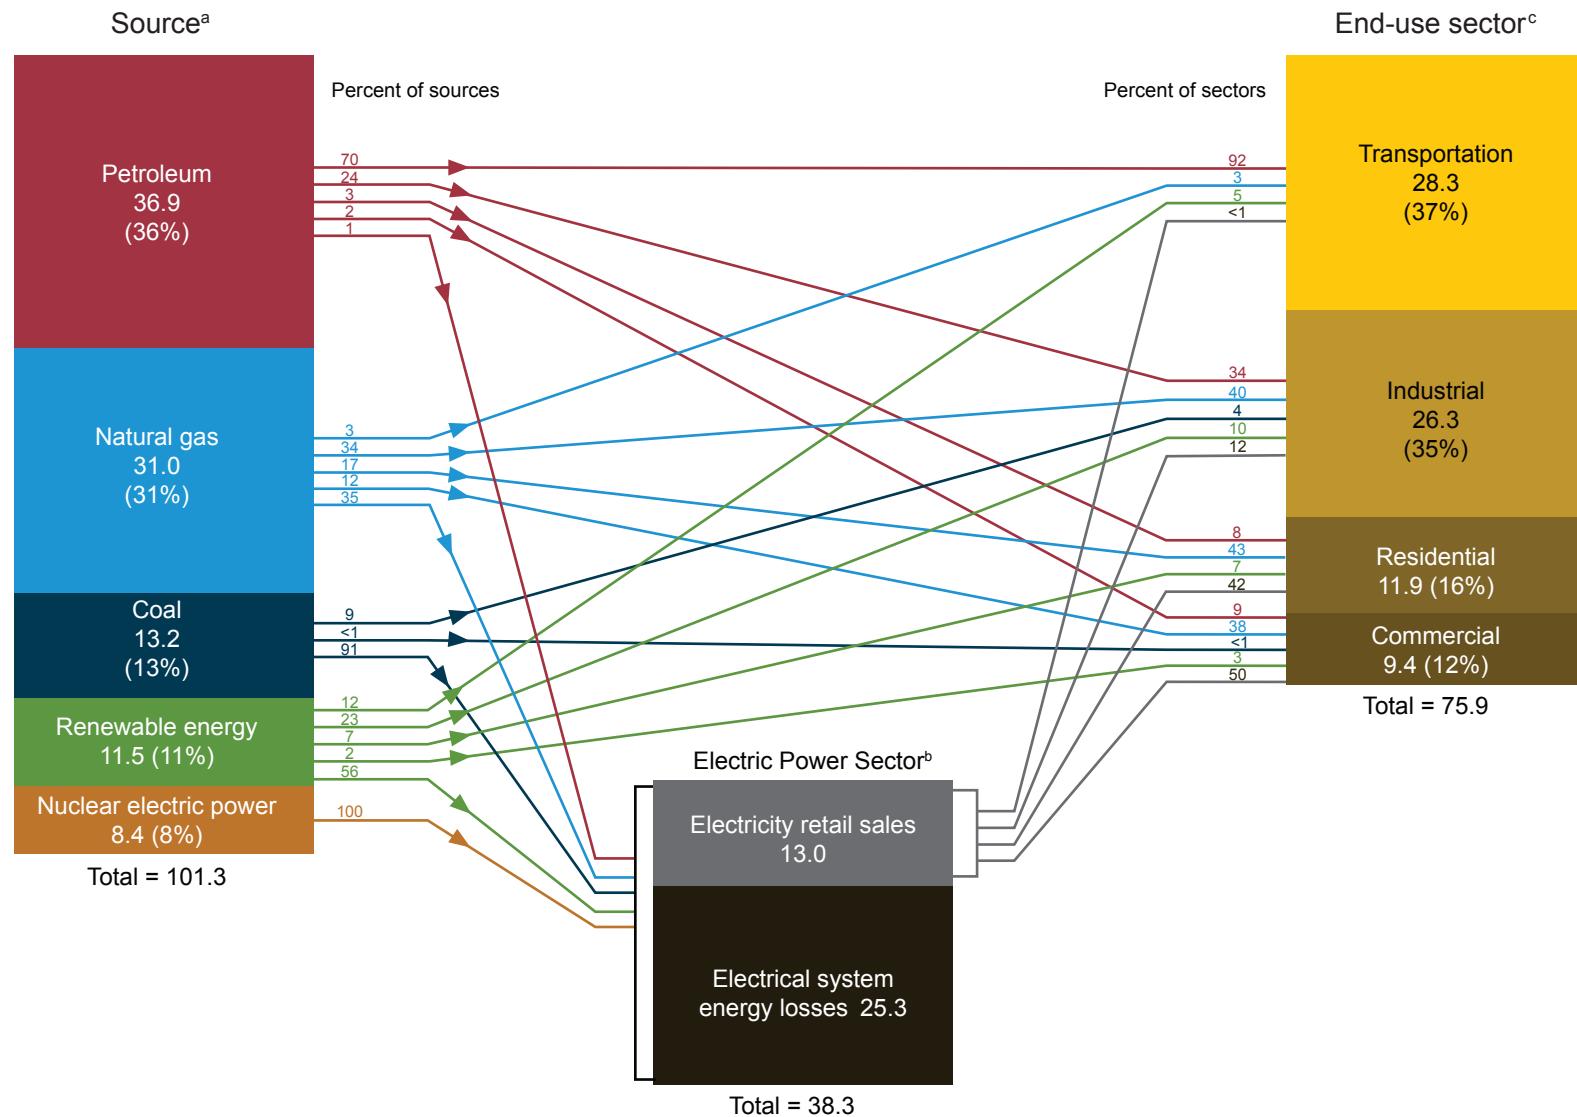 Sourceᵃ
End-use sectorᶜ
Percent of sources
Percent of sectors
Petroleum
36.9
(36%)
70
24
3
2
1
Natural gas
31.0
(31%)
3
34
17
12
35
Coal
13.2
(13%)
9
<1
91
Renewable energy
11.5 (11%)
12
23
7
2
56
Nuclear electric power
8.4 (8%)
100
Total = 101.3
Electric Power Sectorᵇ
Electricity retail sales
13.0
Electrical system
energy losses 25.3
Total = 38.3
92
3
5
<1
Transportation
28.3
(37%)
34
40
4
10
12
Industrial
26.3
(35%)
8
43
7
42
Residential
11.9 (16%)
9
38
<1
3
50
Commercial
9.4 (12%)
Total = 75.9